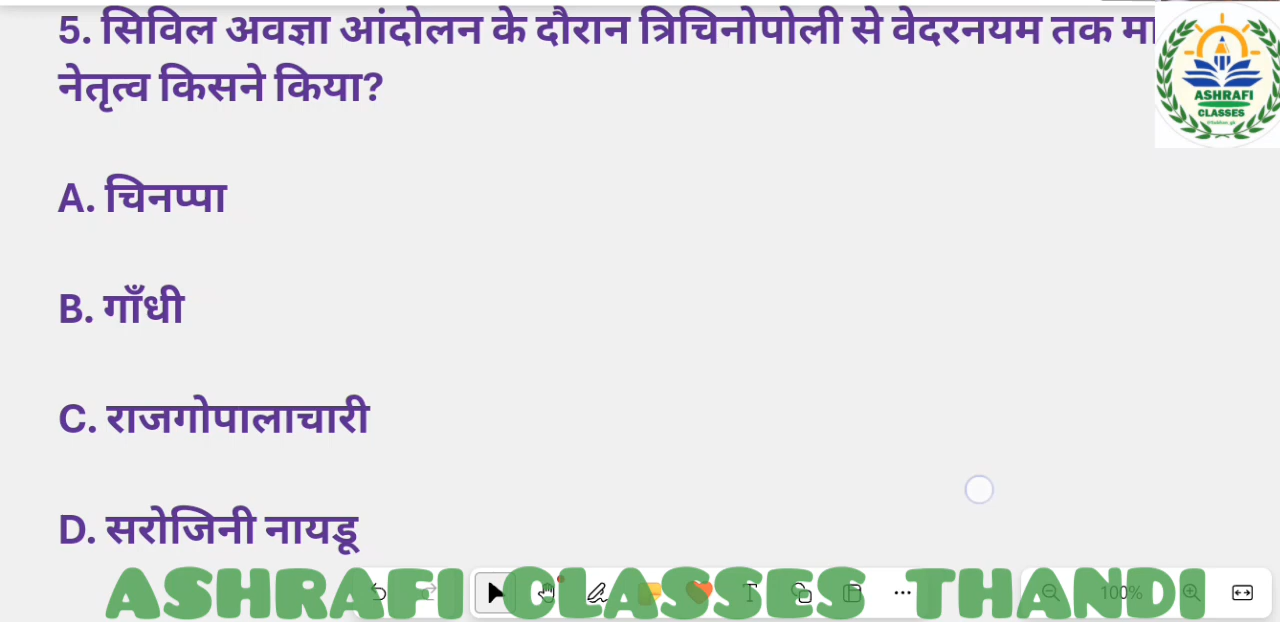 5. सिविल अवज्ञा आंदोलन के दौरान त्रिचिनोपोली से वेदरनयम तक
नेतृत्व किसने किया?
ASHRAFI
CLASSES
A. चिनप्पा
B. गाँधी
C. राजगोपालाचारी
D. सरोजिनी नायडू
ASHRAFI CLASSES THANDI
100%